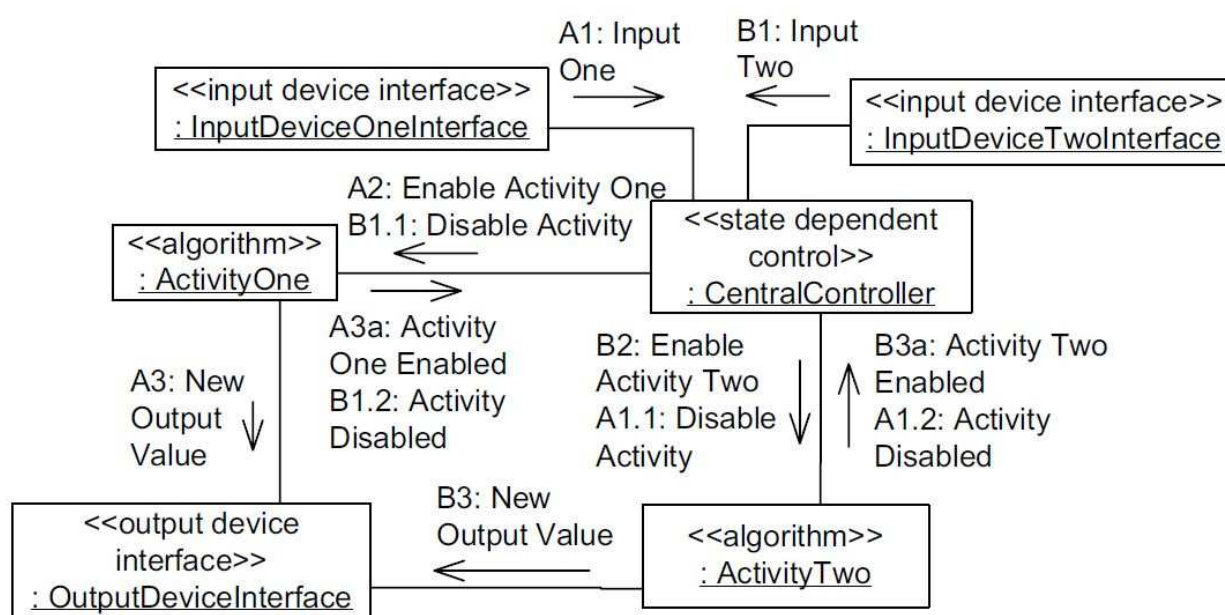 A1: Input
One
B1: Input
Two
<<input device interface>>
: InputDeviceOneInterface
<<input device interface>>
: InputDeviceTwoInterface
A2: Enable Activity One
B1.1: Disable Activity
<<state dependent
control>>
: CentralController
<<algorithm>>
: ActivityOne
A3a: Activity
One Enabled
B1.2: Activity
Disabled
B2: Enable
Activity Two
A1.1: Disable
Activity
B3a: Activity Two
Enabled
A1.2: Activity
Disabled
A3: New
Output
Value
B3: New
Output Value
<<output device
interface>>
: OutputDeviceInterface
<<algorithm>>
: ActivityTwo